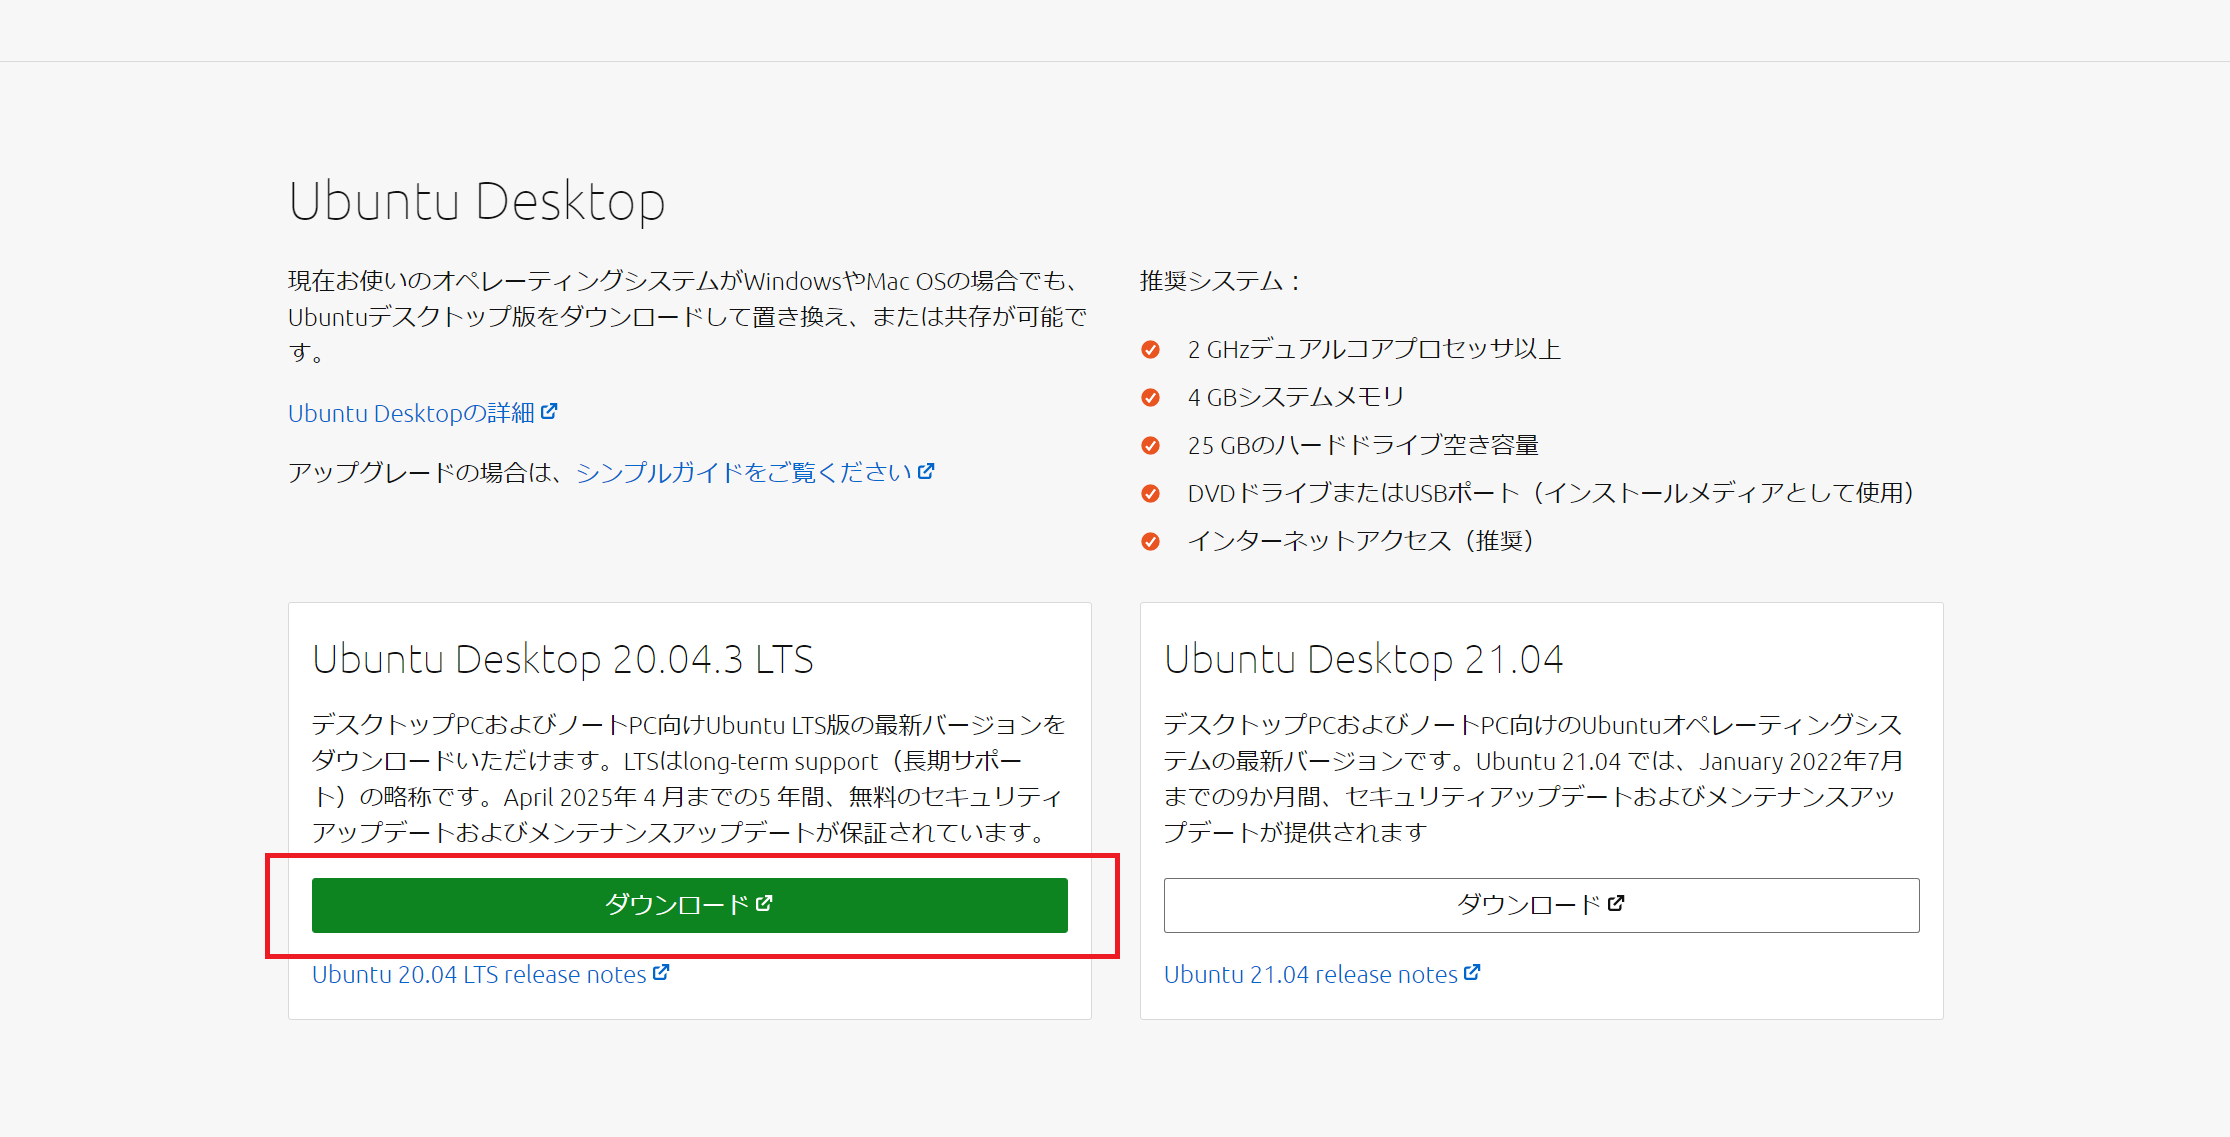 Ubuntu Desktop
現在お使いのオペレーティングシステムがWindowsやMac OSの場合でも、
Ubuntuデスクトップ版をダウンロードして置き換え、または共存が可能で
す。
Ubuntu Desktopの詳細
アップグレードの場合は、シンプルガイドをご覧ください
推奨システム：
2 GHzデュアルコアプロセッサ以上
4 GBシステムメモリ
25 GBのハードドライブ空き容量
DVDドライブまたはUSBポート（インストールメディアとして使用）
インターネットアクセス（推奨）
Ubuntu Desktop 20.04.3 LTS
デスクトップPCおよびノートPC向けUbuntu LTS版の最新バージョンを
ダウンロードいただけます。LTSはlong-term support（長期サポー
ト）の略称です。April 2025年 4 月までの5 年間、無料のセキュリティ
アップデートおよびメンテナンスアップデートが保証されています。
ダウンロード
Ubuntu 20.04 LTS release notes
Ubuntu Desktop 21.04
デスクトップPCおよびノートPC向けのUbuntuオペレーティングシス
テムの最新バージョンです。Ubuntu 21.04 では、January 2022年7月
までの9か月間、セキュリティアップデートおよびメンテナンスアッ
プデートが提供されます
ダウンロード
Ubuntu 21.04 release notes